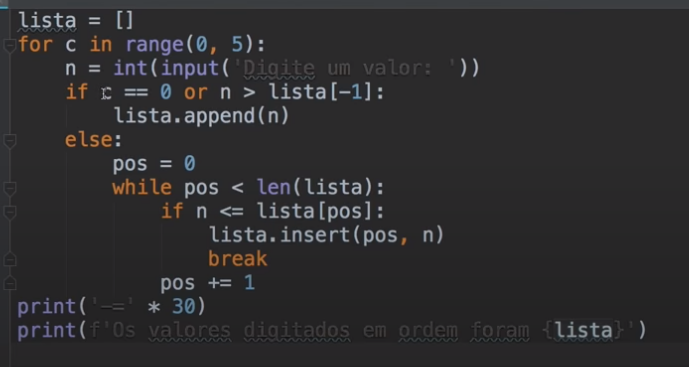 lista = []
for c in range(0, 5):
    n = int(input('Digite um valor: '))
    if c == 0 or n > lista[-1]:
        lista.append(n)
    else:
        pos = 0
        while pos < len(lista):
            if n <= lista[pos]:
                lista.insert(pos, n)
                break
            pos += 1
print('-=' * 30)
print(f'Os valores digitados em ordem foram {lista}')